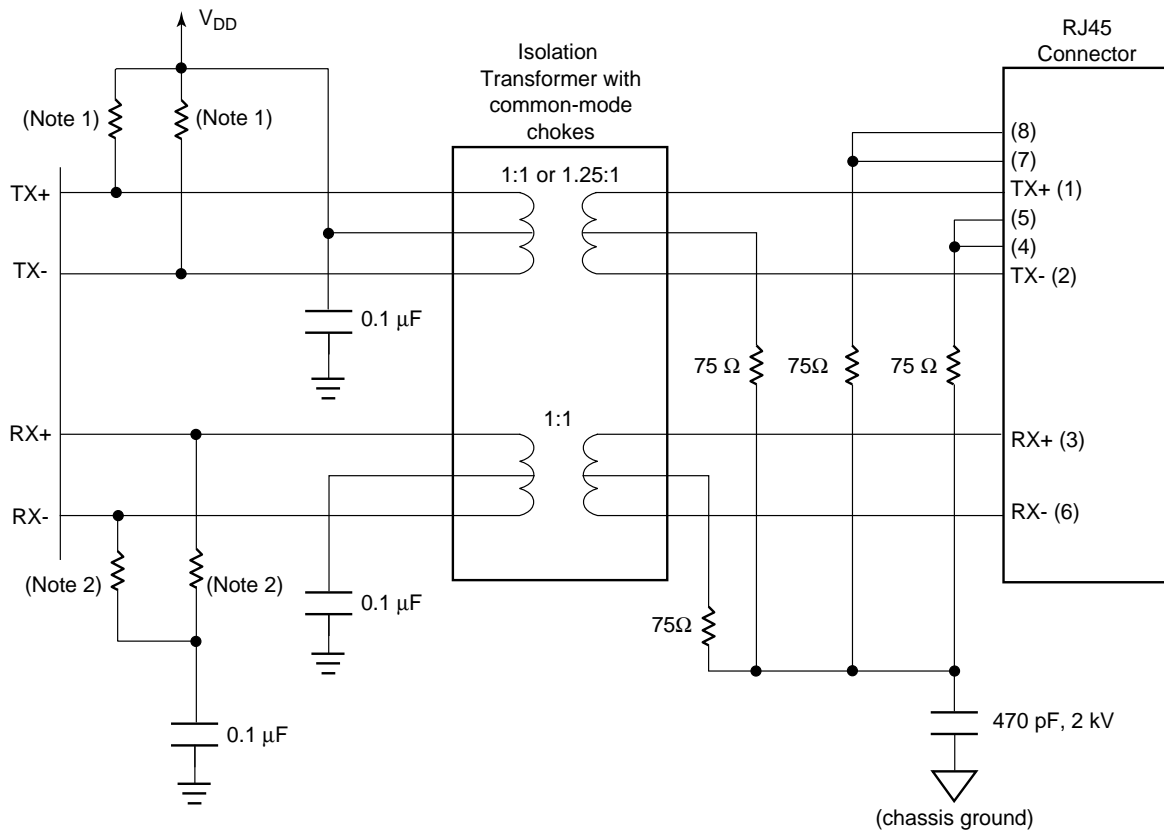 V_DD
RJ45
Connector
Isolation
Transformer with
common-mode
chokes
(Note 1)
(Note 1)
(8)
(7)
1:1 or 1.25:1
TX+
TX+ (1)
(5)
(4)
TX-
TX- (2)
0.1 µF
75 Ω
75Ω
75 Ω
1:1
RX+
RX+ (3)
RX-
RX- (6)
(Note 2)
(Note 2)
0.1 µF
75Ω
0.1 µF
470 pF, 2 kV
(chassis ground)